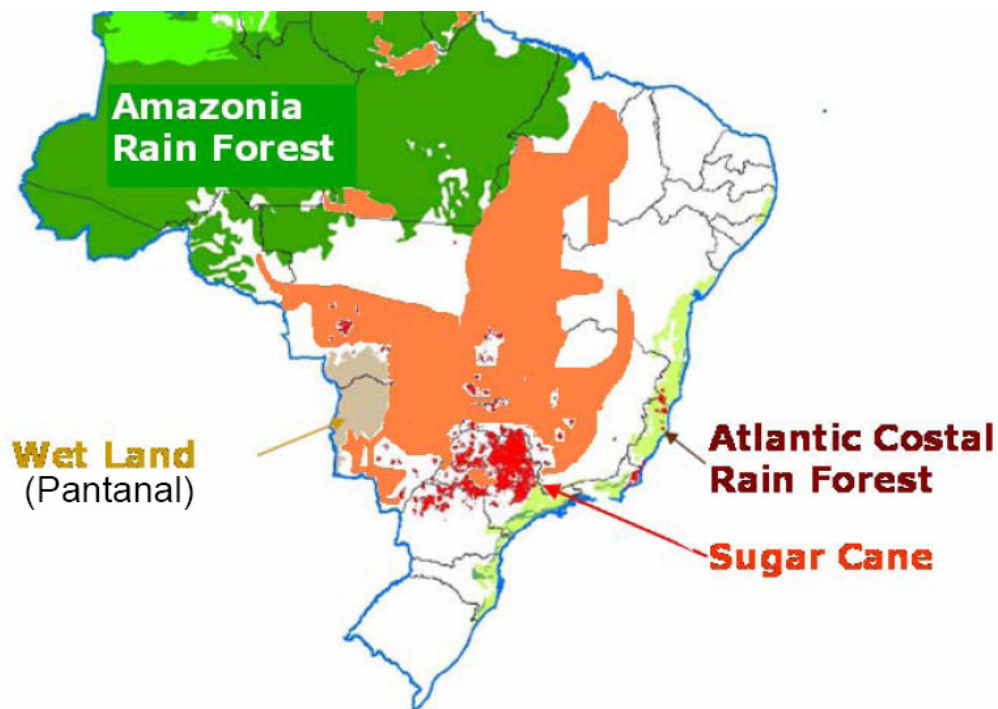 Amazonia
Rain Forest
Wet Land
(Pantanal)
Atlantic Costal
Rain Forest
Sugar Cane